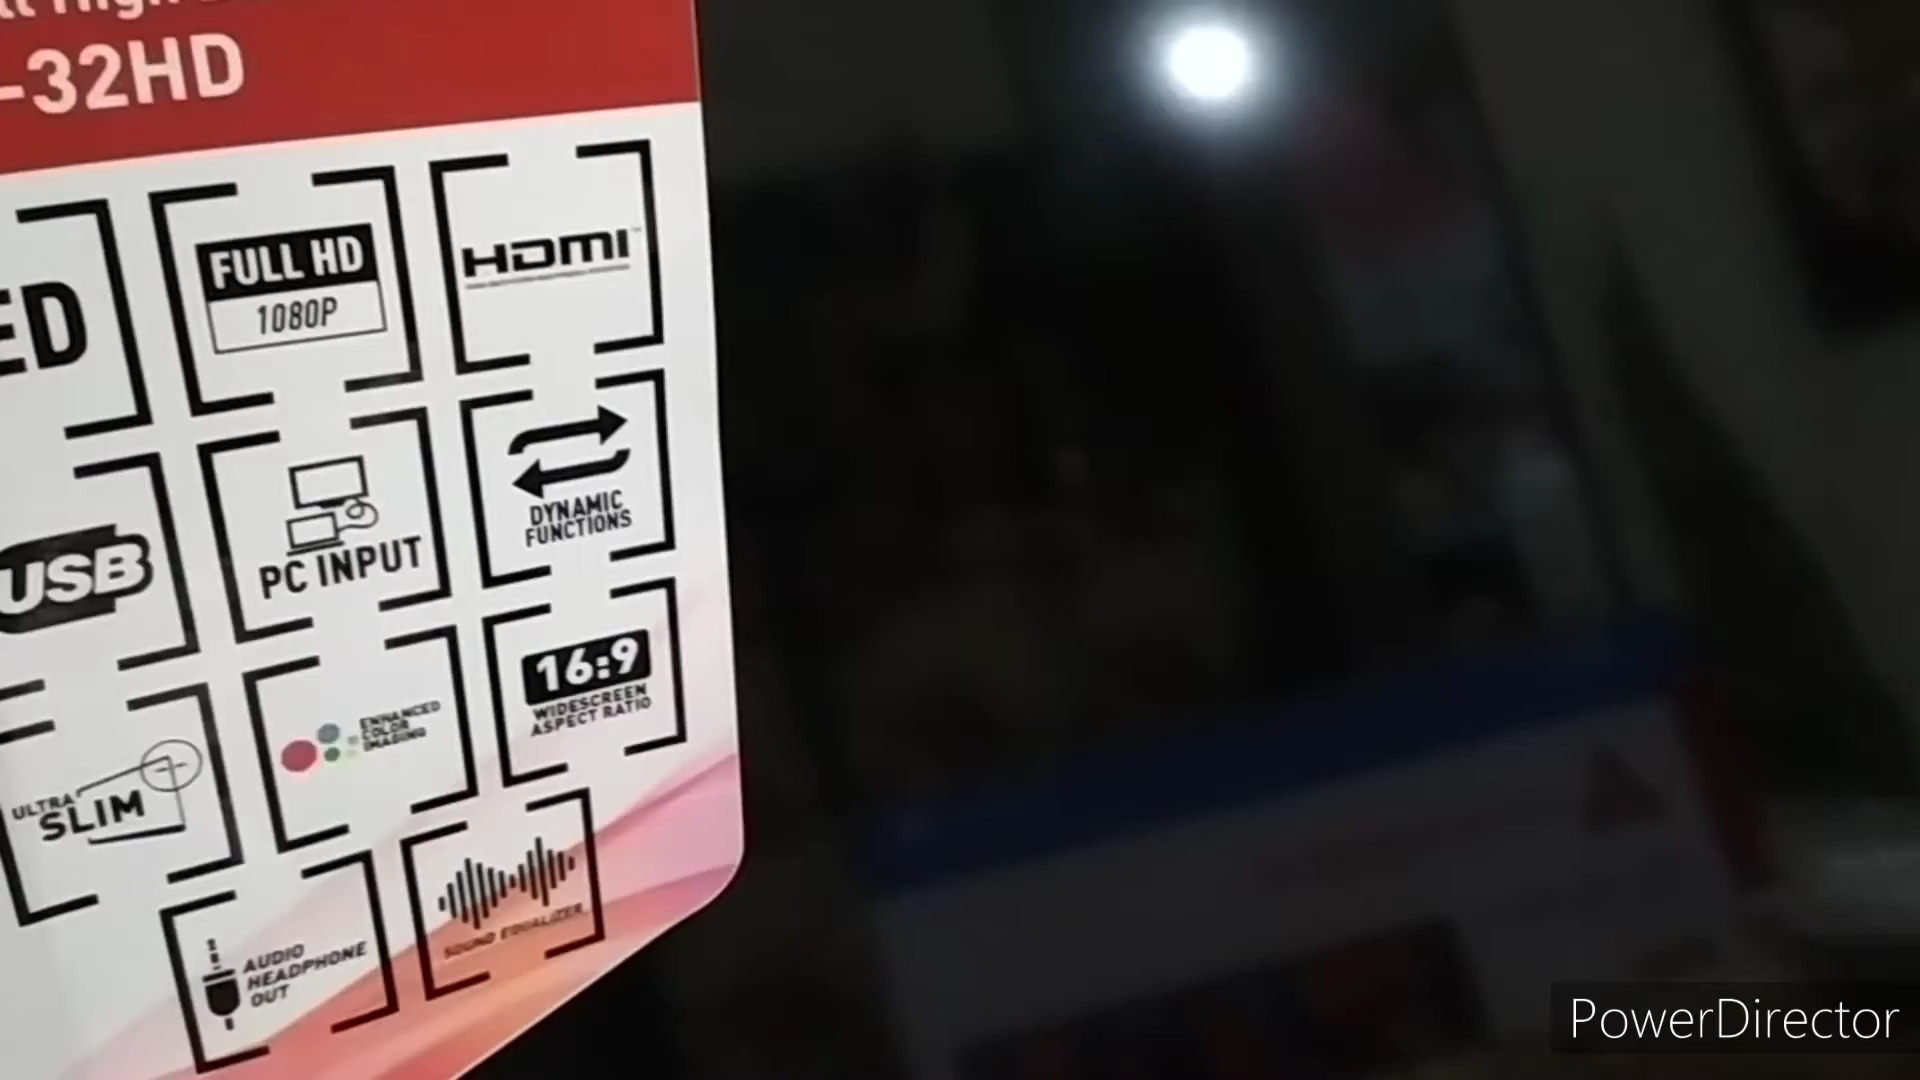 -32HD
FULL HD
1080P
HDMI
USB
PC INPUT
DYNAMIC
FUNCTIONS
ULTRA
SLIM
ENHANCED
COLOR
IMAGING
16:9
WIDESCREEN
ASPECT RATIO
AUDIO
HEADPHONE
OUT
SOUND EQUALIZER
PowerDirector